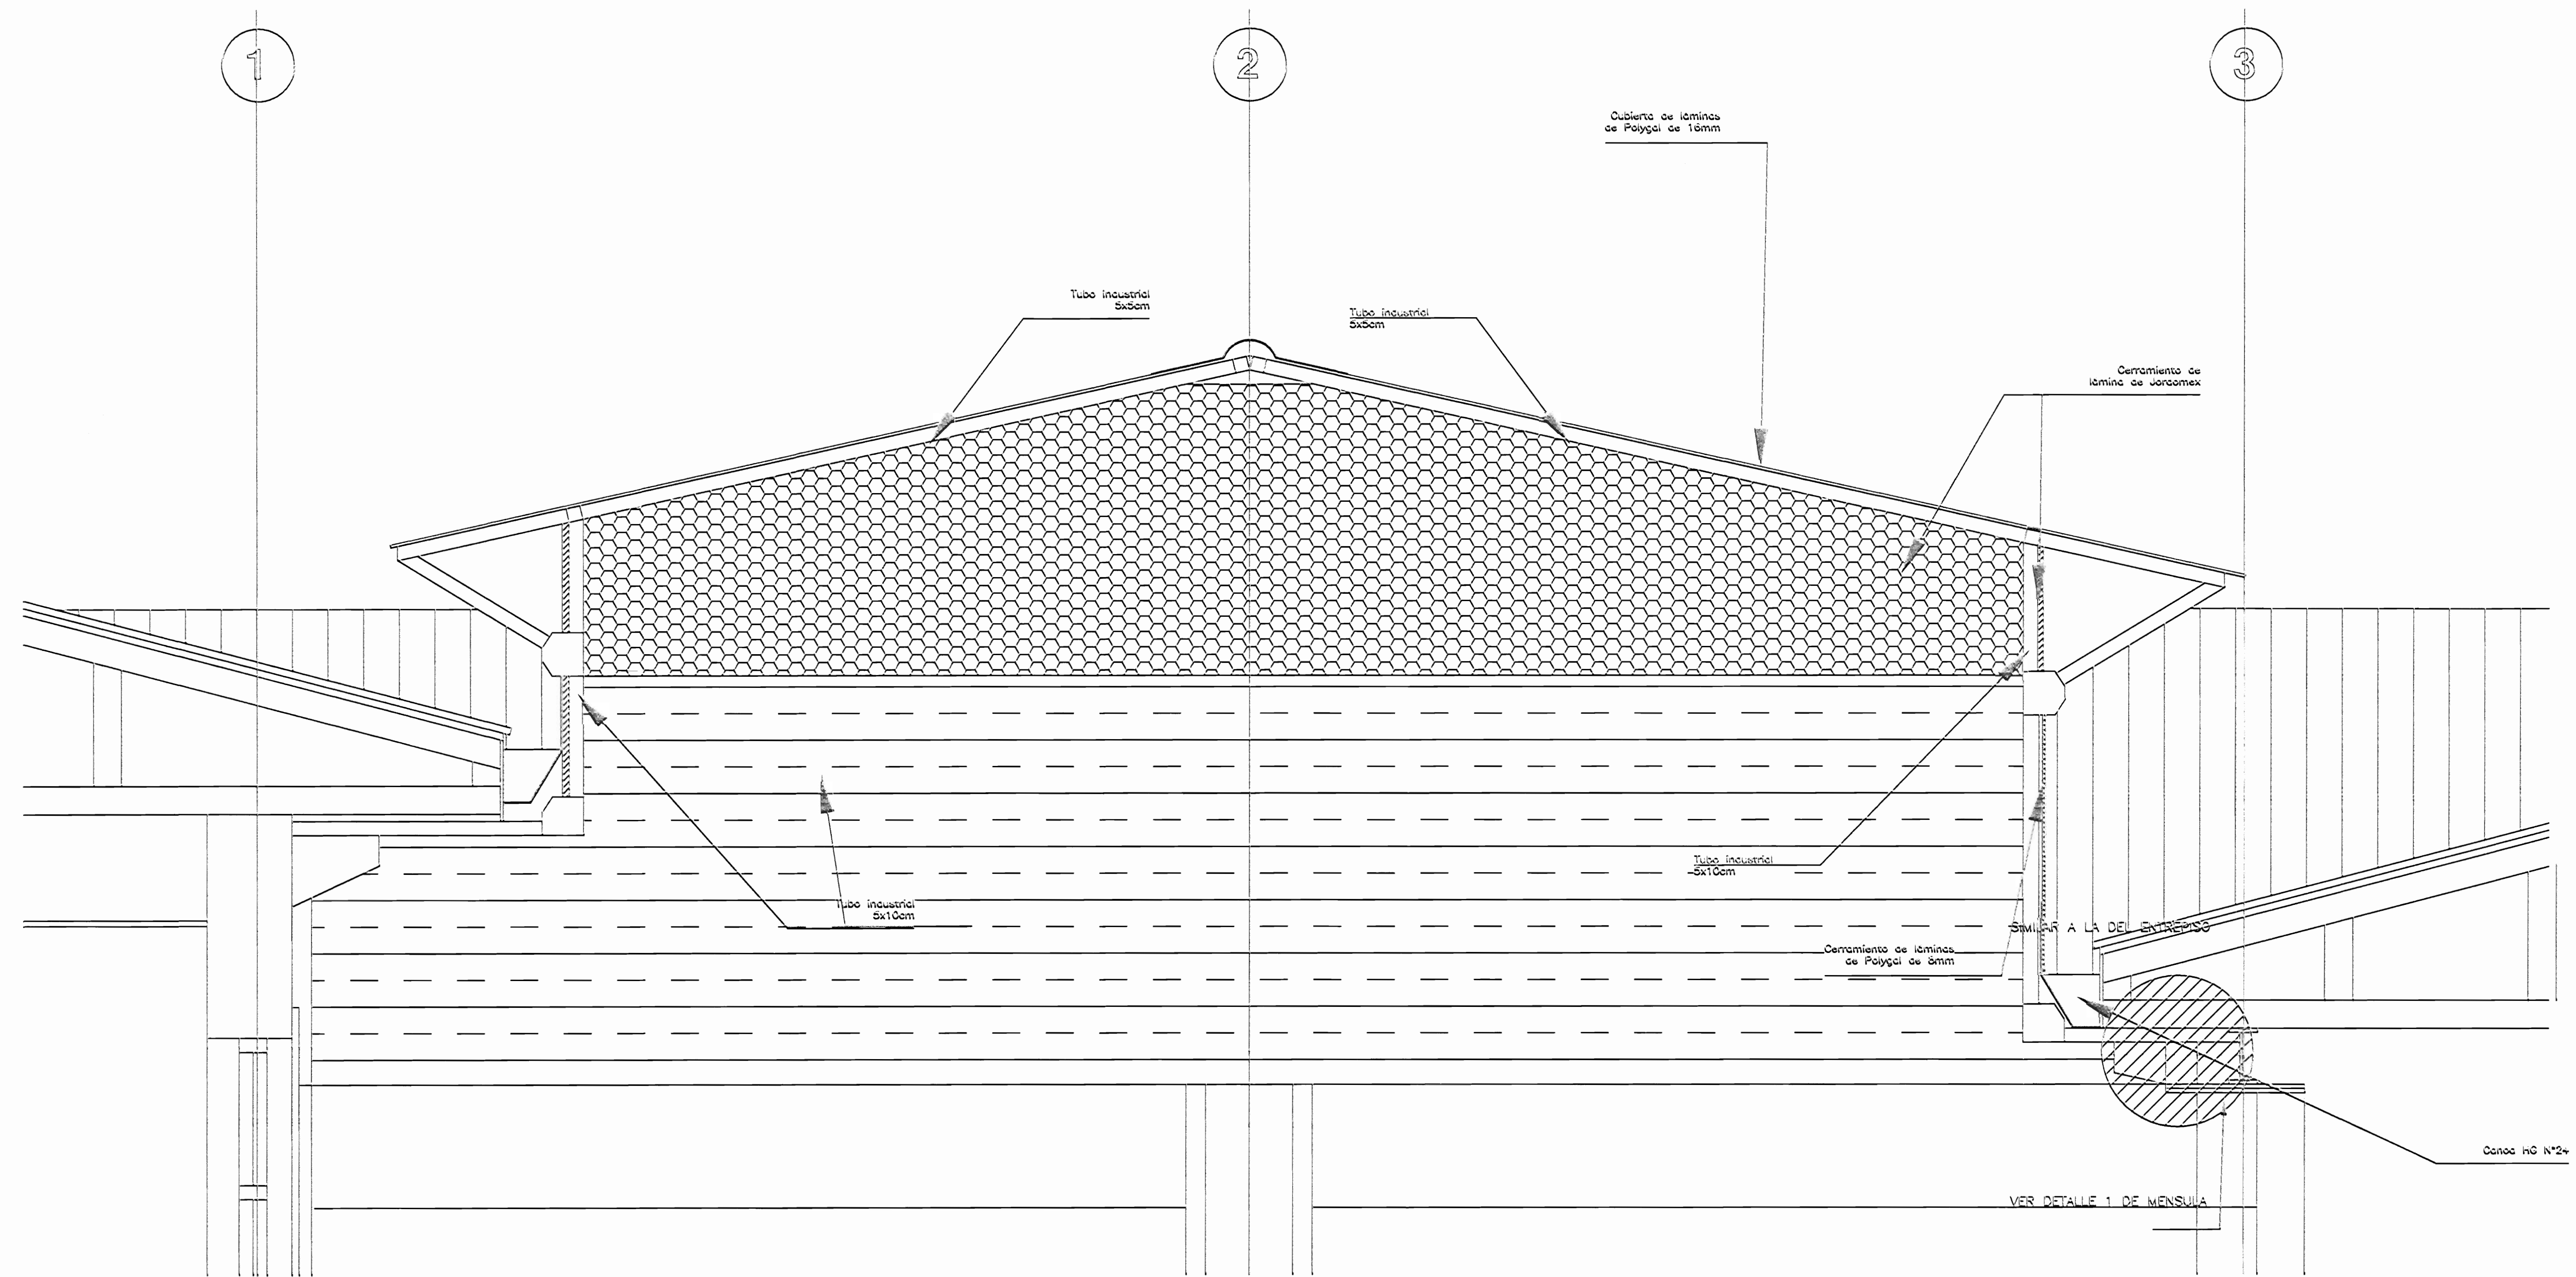 1
2
3
Cubierta de láminas
de Polygal de 16mm
Tubo industrial
5x5cm
Tubo industrial
5x5cm
Cerramiento de
lámina de Jordomex
Tubo industrial
5x10cm
Tubo industrial
5x10cm
SIMILAR A LA DEL ENTREPISO
Cerramiento de láminas
de Polygal de 8mm
Canoa HG N°24
VER DETALLE 1 DE MENSULA